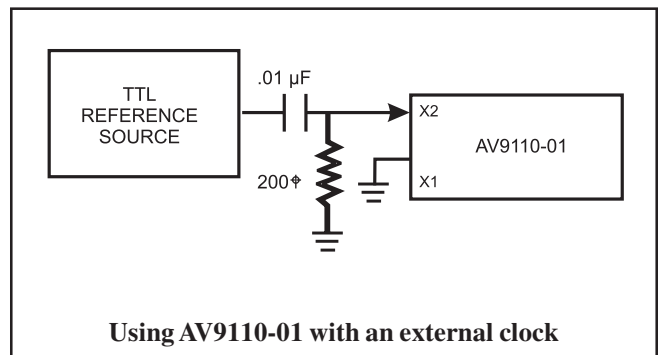 TTL
REFERENCE
SOURCE
.01 µF
200⌽
X2
AV9110-01
X1
Using AV9110-01 with an external clock